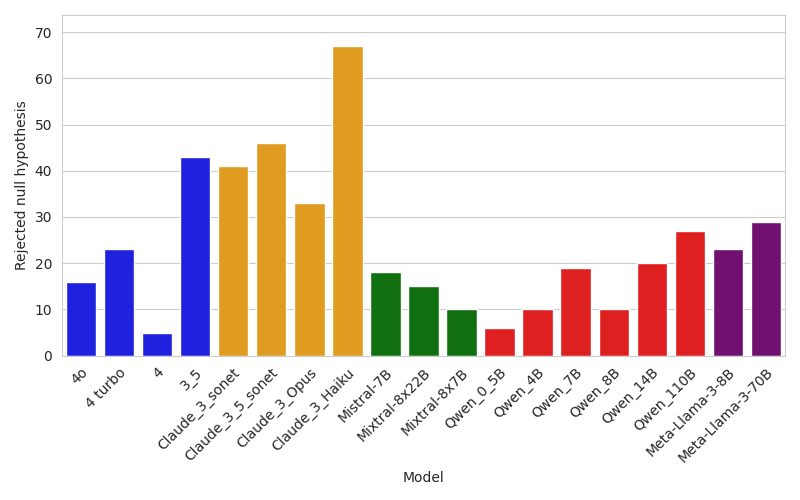 70
60
50
40
30
20
10
0
Rejected null hypothesis
4o
4 turbo
4
3_5
Claude_3_sonet
Claude_3_5_sonet
Claude_3_Opus
Claude_3_Haiku
Mistral-7B
Mixtral-8x22B
Mixtral-8x7B
Qwen_0_5B
Qwen_4B
Qwen_7B
Qwen_8B
Qwen_14B
Qwen_110B
Meta-Llama-3-8B
Meta-Llama-3-70B
Model